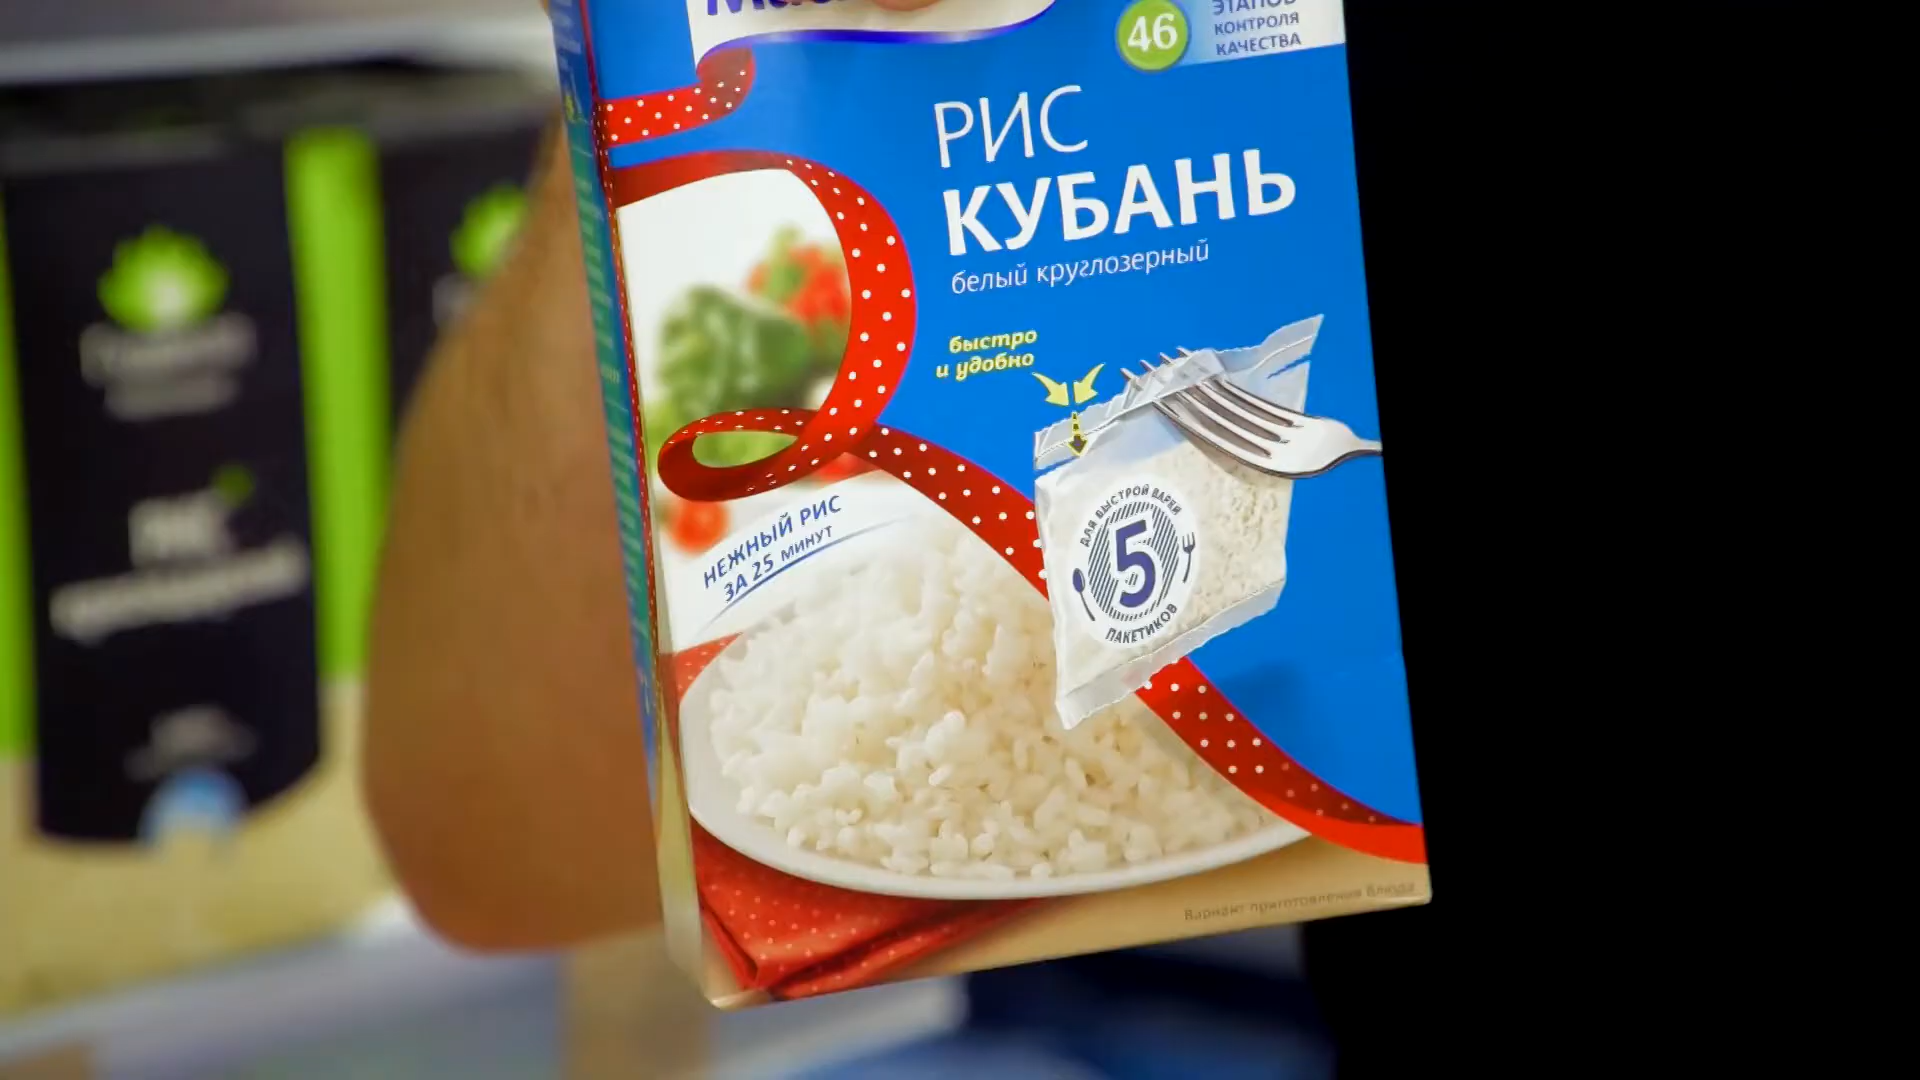 46
ЭТАПОВ
КОНТРОЛЯ
КАЧЕСТВА
РИС
КУБАНЬ
белый круглозерный
быстро
и удобно
ДЛЯ БЫСТРОЙ ВАРКИ
5
ПАКЕТИКОВ
НЕЖНЫЙ РИС
ЗА 25 МИНУТ
Вариант приготовления блюда
РИС